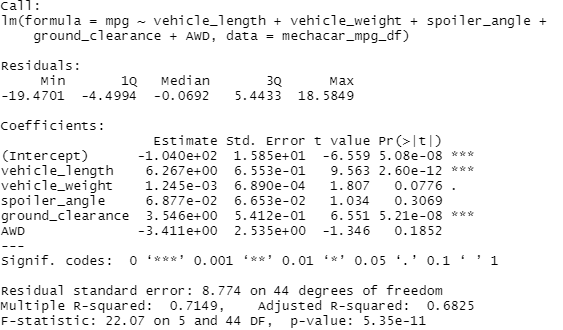 Call:
lm(formula = mpg ~ vehicle_length + vehicle_weight + spoiler_angle +
    ground_clearance + AWD, data = mechacar_mpg_df)

Residuals:
     Min       1Q   Median       3Q      Max
-19.4701  -4.4994  -0.0692   5.4433  18.5849

Coefficients:
                   Estimate Std. Error t value Pr(>|t|)
(Intercept)      -1.040e+02  1.585e+01  -6.559 5.08e-08 ***
vehicle_length    6.267e+00  6.553e-01   9.563 2.60e-12 ***
vehicle_weight    1.245e-03  6.890e-04   1.807   0.0776 .
spoiler_angle     6.877e-02  6.653e-02   1.034   0.3069
ground_clearance  3.546e+00  5.412e-01   6.551 5.21e-08 ***
AWD              -3.411e+00  2.535e+00  -1.346   0.1852
---
Signif. codes:  0 ‘***’ 0.001 ‘**’ 0.01 ‘*’ 0.05 ‘.’ 0.1 ‘ ’ 1

Residual standard error: 8.774 on 44 degrees of freedom
Multiple R-squared:  0.7149,    Adjusted R-squared:  0.6825
F-statistic: 22.07 on 5 and 44 DF,  p-value: 5.35e-11